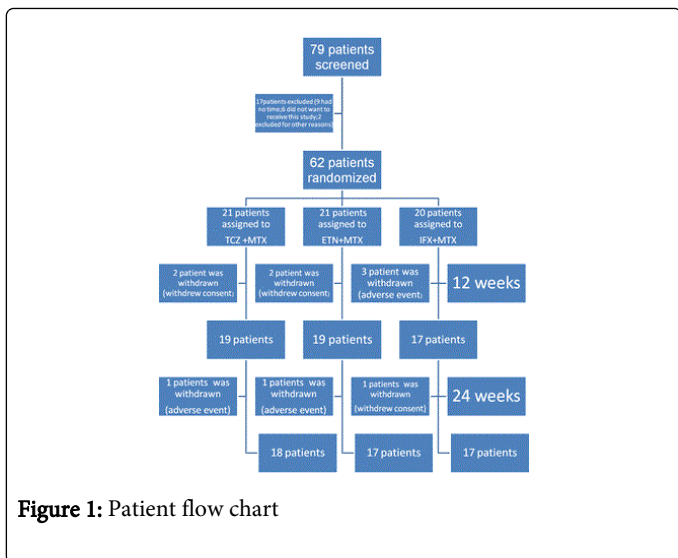 79 patients
screened
17patients excluded (9 had
no time;6 did not want to
receive this study;2
excluded for other reasons)
62 patients
randomized
21 patients
assigned to
TCZ +MTX
21 patients
assigned to
ETN+MTX
20 patients
assigned to
IFX+MTX
2 patient was
withdrawn
(withdrew consent)
2 patient was
withdrawn
(withdrew consent)
3 patient was
withdrawn
(adverse event)
12 weeks
19 patients
19 patients
17 patients
1 patients was
withdrawn
(adverse event)
1 patients was
withdrawn
(adverse event)
1 patients was
withdrawn
(withdrew consent)
24 weeks
18 patients
17 patients
17 patients
Figure 1: Patient flow chart